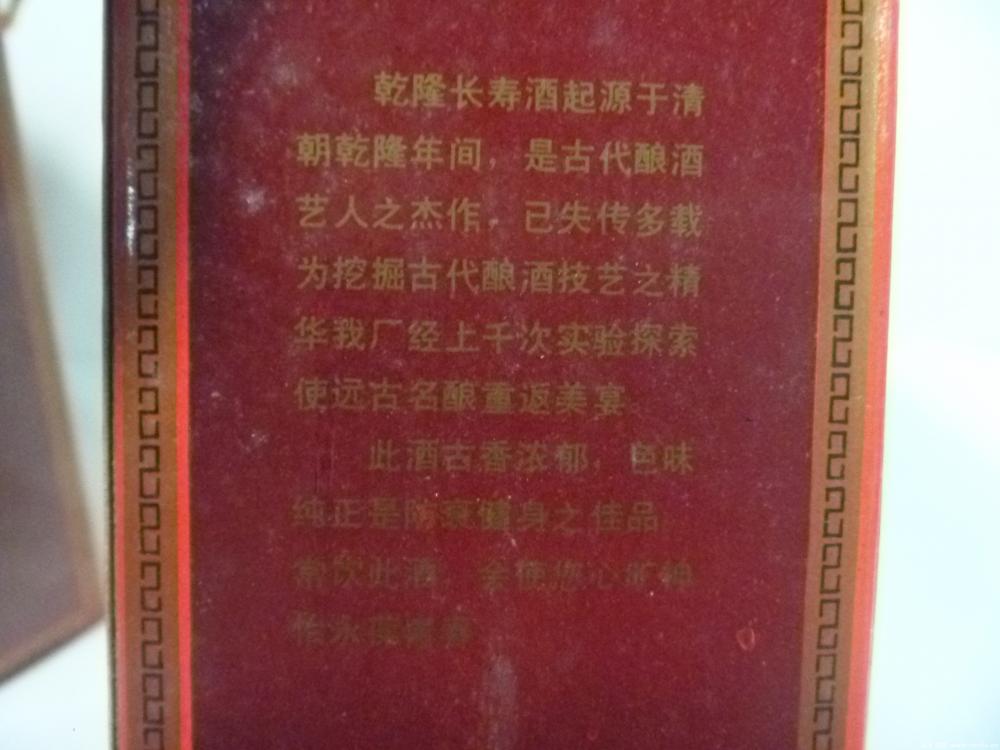 乾隆长寿酒起源于清
朝乾隆年间，是古代酿酒
艺人之杰作，已失传多载
为挖掘古代酿酒技艺之精
华我厂经上千次实验探索
使远古名酿重返美宴。
此酒古香浓郁，色味
纯正是防衰健身之佳品。
常饮此酒，会使您心旷神
怡永葆